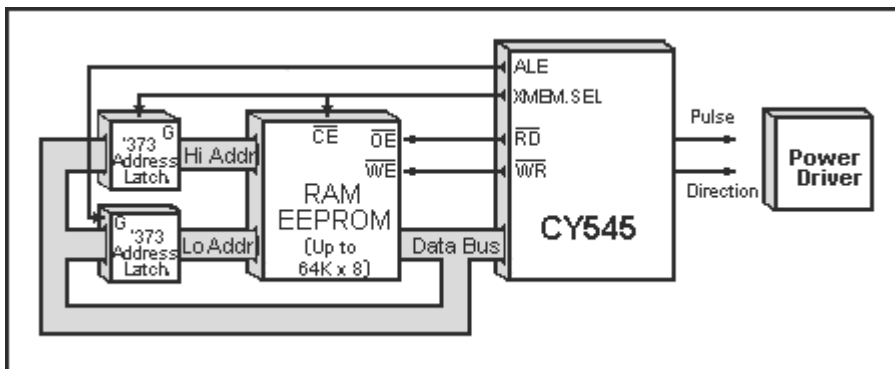 ALE
XMEM.SEL
Pulse
G
'373
Address
Latch
Hi Addr
CE
OE
RD
WE
WR
Power
Driver
Direction
RAM
EEPROM
(Up to
64K x 8)
CY545
G
'373
Address
Latch
Lo Addr
Data Bus